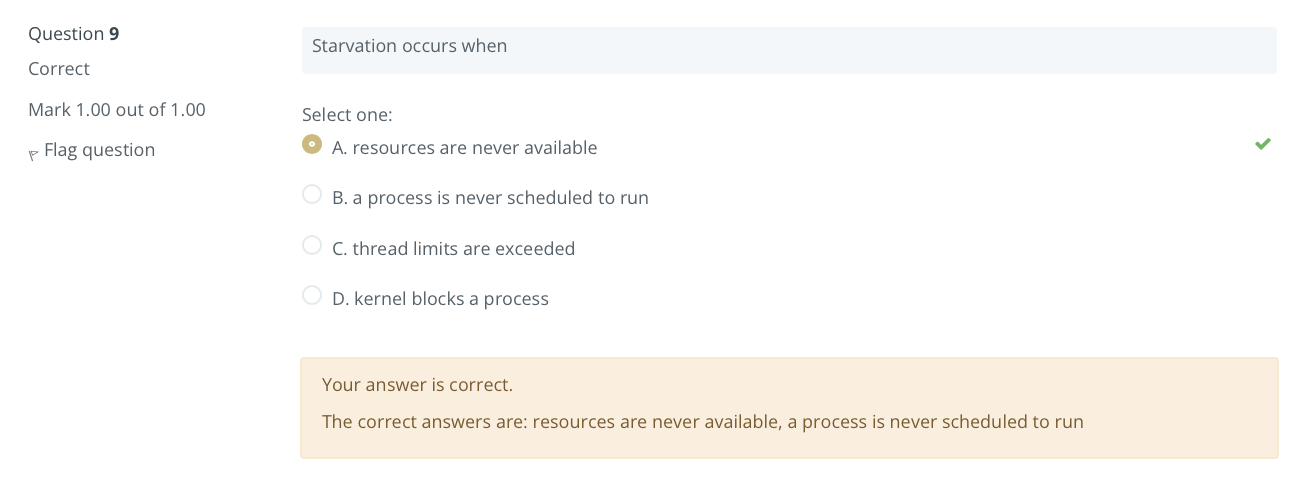 Question 9
Correct
Mark 1.00 out of 1.00
Flag question
Starvation occurs when
Select one:
A. resources are never available
B. a process is never scheduled to run
C. thread limits are exceeded
D. kernel blocks a process
Your answer is correct.
The correct answers are: resources are never available, a process is never scheduled to run